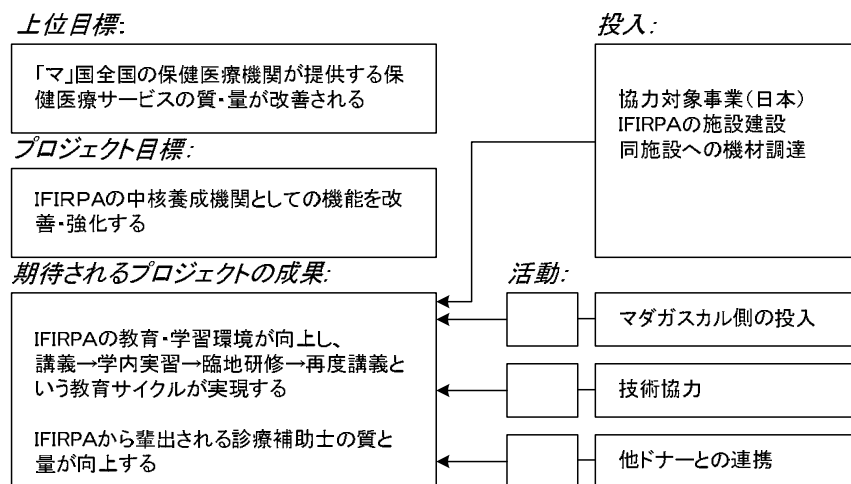 上位目標:
「マ」国全国の保健医療機関が提供する保
健医療サービスの質・量が改善される
プロジェクト目標:
IFIRPAの中核養成機関としての機能を改
善・強化する
期待されるプロジェクトの成果:
IFIRPAの教育・学習環境が向上し、
講義→学内実習→臨地研修→再度講義と
いう教育サイクルが実現する
IFIRPAから輩出される診療補助士の質と
量が向上する
投入:
協力対象事業(日本)
IFIRPAの施設建設
同施設への機材調達
活動:
マダガスカル側の投入
技術協力
他ドナーとの連携